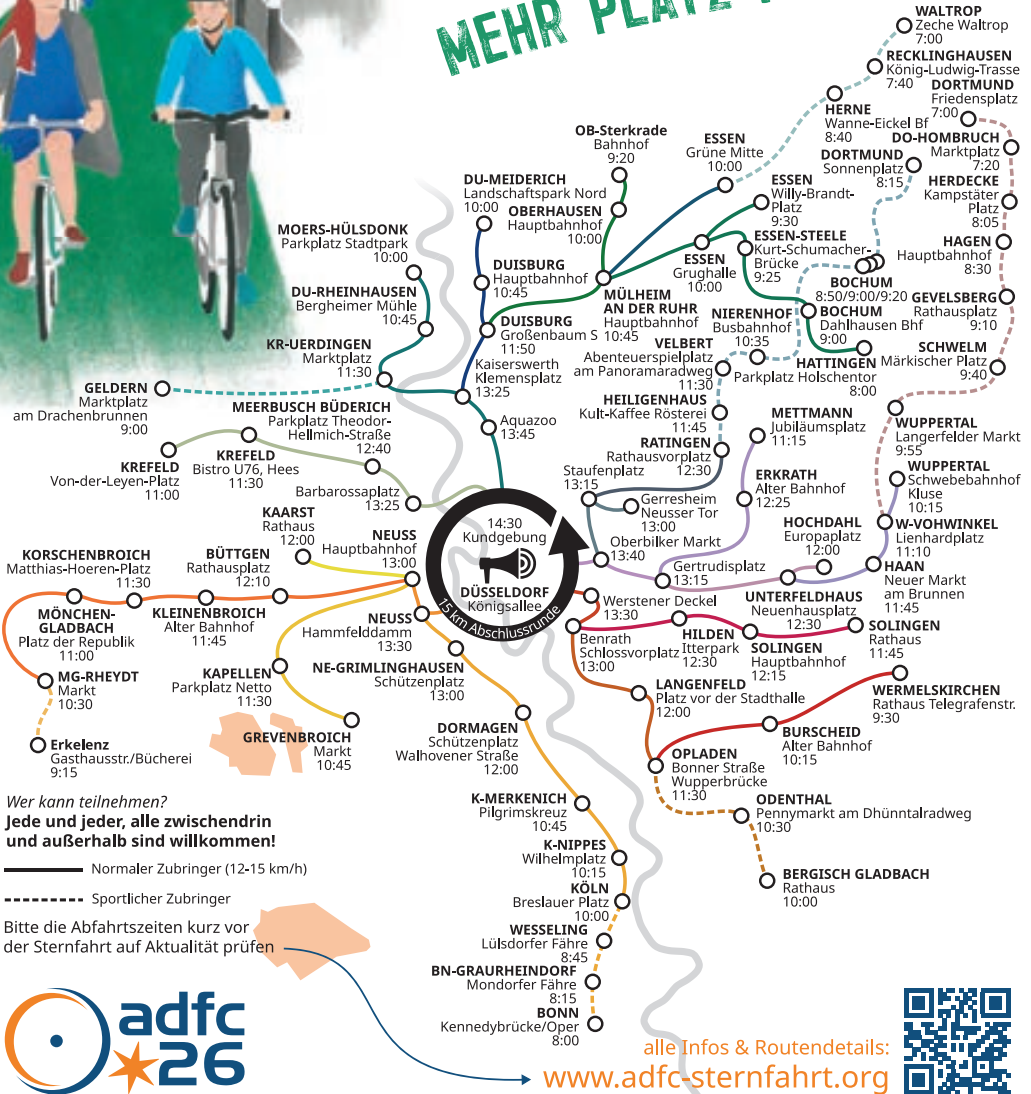 MEHR PLATZ
WALTROP
Zeche Waltrop
7:00
RECKLINGHAUSEN
König-Ludwig-Trasse
7:40
DORTMUND
Friedensplatz
7:00
HERNE
Wanne-Eickel Bf
8:40
DO-HOMBRUCH
Marktplatz
7:20
OB-Sterkrade
Bahnhof
9:20
ESSEN
Grüne Mitte
10:00
DORTMUND
Sonnenplatz
8:15
HERDECKE
Kampstäter
Platz
8:05
DU-MEIDERICH
Landschaftspark Nord
10:00
ESSEN
Willy-Brandt-
Platz
9:30
OBERHAUSEN
Hauptbahnhof
10:00
MOERS-HÜLSDONK
Parkplatz Stadtpark
10:00
ESSEN-STEELE
Kurt-Schumacher-
Brücke
9:25
HAGEN
Hauptbahnhof
8:30
ESSEN
Grughalle
10:00
DUISBURG
Hauptbahnhof
10:45
BOCHUM
8:50/9:00/9:20
DU-RHEINHAUSEN
Bergheimer Mühle
10:45
MÜLHEIM
AN DER RUHR
Hauptbahnhof
10:45
GEVELSBERG
Rathausplatz
9:10
NIERENHOF
Busbahnhof
10:35
BOCHUM
Dahlhausen Bhf
9:00
DUISBURG
Großenbaum S
11:50
KR-UERDINGEN
Marktplatz
11:30
VELBERT
Abenteuerspielplatz
am Panoramaradweg
11:30
SCHWELM
Märkischer Platz
9:40
Kaiserswerth
Klemensplatz
13:25
Parkplatz
HATTINGEN
Holschentor
8:00
GELDERN
Marktplatz
am Drachenbrunnen
9:00
HEILIGENHAUS
Kult-Kaffee Rösterei
11:45
MEERBUSCH BÜDERICH
Parkplatz Theodor-
Hellmich-Straße
12:40
Aquazoo
13:45
METTMANN
Jubiläumsplatz
11:15
WUPPERTAL
Langerfelder Markt
9:55
RATINGEN
Rathausvorplatz
12:30
KREFELD
Von-der-Leyen-Platz
11:00
KREFELD
Bistro U76, Hees
11:30
Staufenplatz
13:15
WUPPERTAL
Schwebebahnhof
Kluse
10:15
ERKRATH
Alter Bahnhof
12:25
Barbarossaplatz
13:25
Gerresheim
Neusser Tor
13:00
KAARST
Rathaus
12:00
14:30
Kundgebung
DÜSSELDORF
Königsallee
15 km Abschlussrunde
HOCHDAHL
Europaplatz
12:00
W-VOHWINKEL
Lienhardplatz
11:10
NEUSS
Hauptbahnhof
13:00
Oberbilker Markt
13:40
KORSCHENBROICH
Matthias-Hoeren-Platz
11:30
BÜTTGEN
Rathausplatz
12:10
Gertrudisplatz
13:15
HAAN
Neuer Markt
am Brunnen
11:45
MÖNCHEN-
GLADBACH
Platz der Republik
11:00
KLEINENBROICH
Alter Bahnhof
11:45
NEUSS
Hammfelddamm
13:30
Werstener Deckel
13:30
UNTERFELDHAUS
Neuenhausplatz
12:30
Benrath
Schlossvorplatz
13:00
HILDEN
Itterpark
12:30
SOLINGEN
Hauptbahnhof
12:15
SOLINGEN
Rathaus
11:45
MG-RHEYDT
Markt
10:30
KAPELLEN
Parkplatz Netto
11:30
NE-GRIMLINGHAUSEN
Schützenplatz
13:00
LANGENFELD
Platz vor der Stadthalle
12:00
WERMELSKIRCHEN
Rathaus Telegrafenstr.
9:30
Erkelenz
Gasthausstr./Bücherei
9:15
GREVENBROICH
Markt
10:45
DORMAGEN
Schützenplatz
Walhovener Straße
12:00
BURSCHEID
Alter Bahnhof
10:15
OPLADEN
Bonner Straße
Wupperbrücke
11:30
K-MERKENICH
Pilgrimskreuz
10:45
ODENTHAL
Pennymarkt am Dhünntalradweg
10:30
K-NIPPES
Wilhelmplatz
10:15
BERGISCH GLADBACH
Rathaus
10:00
KÖLN
Breslauer Platz
10:00
WESSELING
Lülsdorfer Fähre
8:45
BN-GRAURHEINDORF
Mondorfer Fähre
8:15
BONN
Kennedybrücke/Oper
8:00
Wer kann teilnehmen?
Jede und jeder, alle zwischendrin
und außerhalb sind willkommen!
Normaler Zubringer (12-15 km/h)
Sportlicher Zubringer
Bitte die Abfahrtszeiten kurz vor
der Sternfahrt auf Aktualität prüfen
adfc
26
alle Infos & Routendetails:
www.adfc-sternfahrt.org